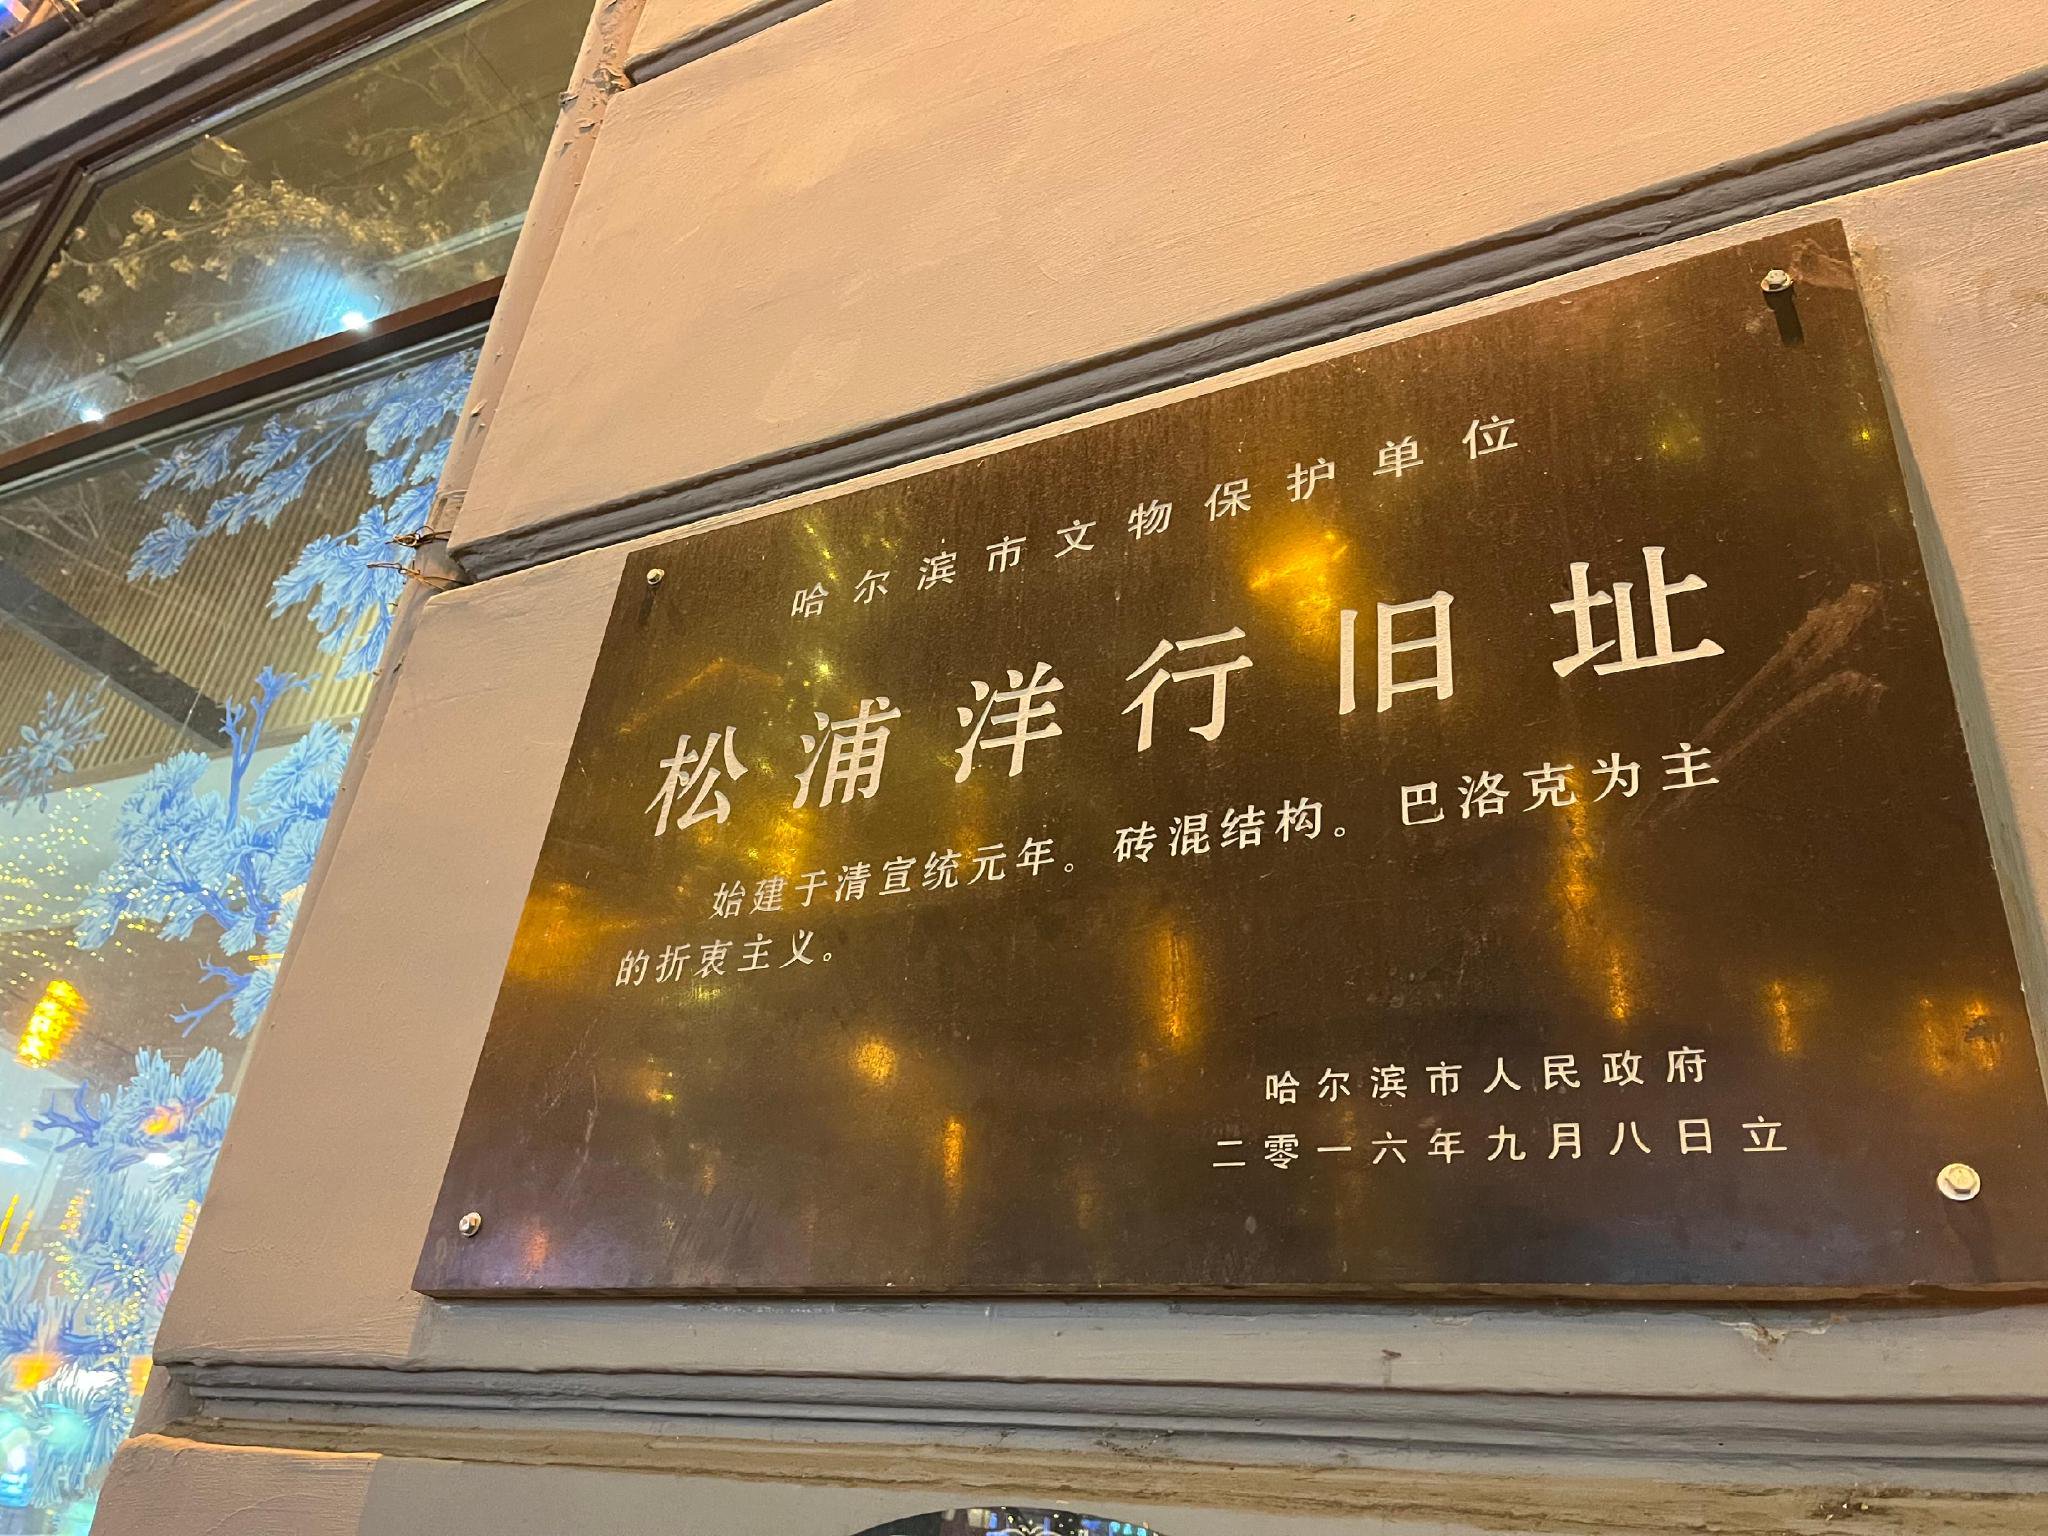 哈尔滨市文物保护单位
松浦洋行旧址
始建于清宣统元年。砖混结构。巴洛克为主
的折衷主义。
哈尔滨市人民政府
二零一六年九月八日立